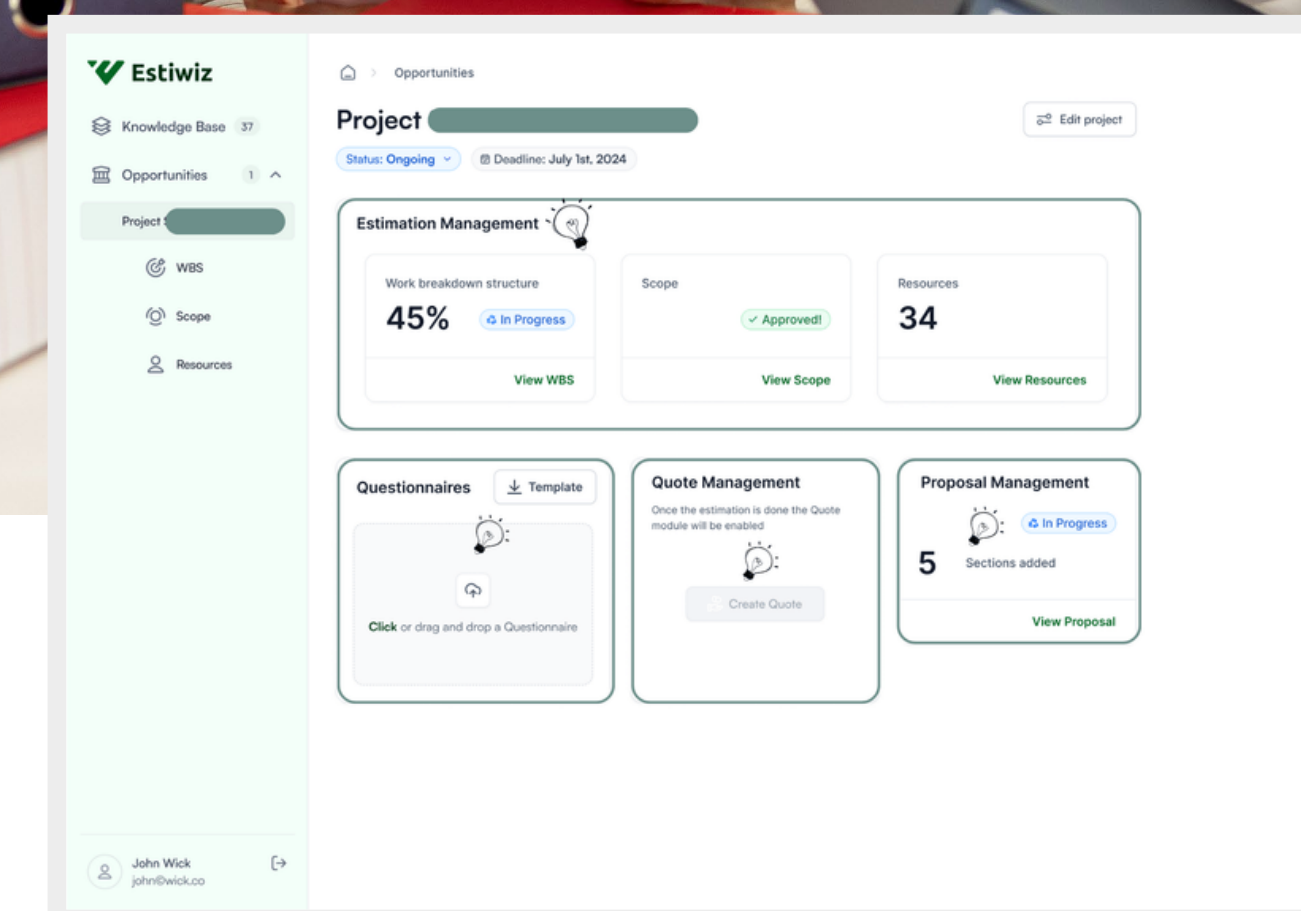 Estiwiz
Knowledge Base 37
Opportunities 1
Project
WBS
Scope
Resources
John Wick
john@wick.co
Opportunities
Project
Edit project
Status: Ongoing
Deadline: July 1st, 2024
Estimation Management
Work breakdown structure
45% In Progress
View WBS
Scope
Approved!
View Scope
Resources
34
View Resources
Questionnaires
Template
Click or drag and drop a Questionnaire
Quote Management
Once the estimation is done the Quote
module will be enabled
Create Quote
Proposal Management
In Progress
5 Sections added
View Proposal